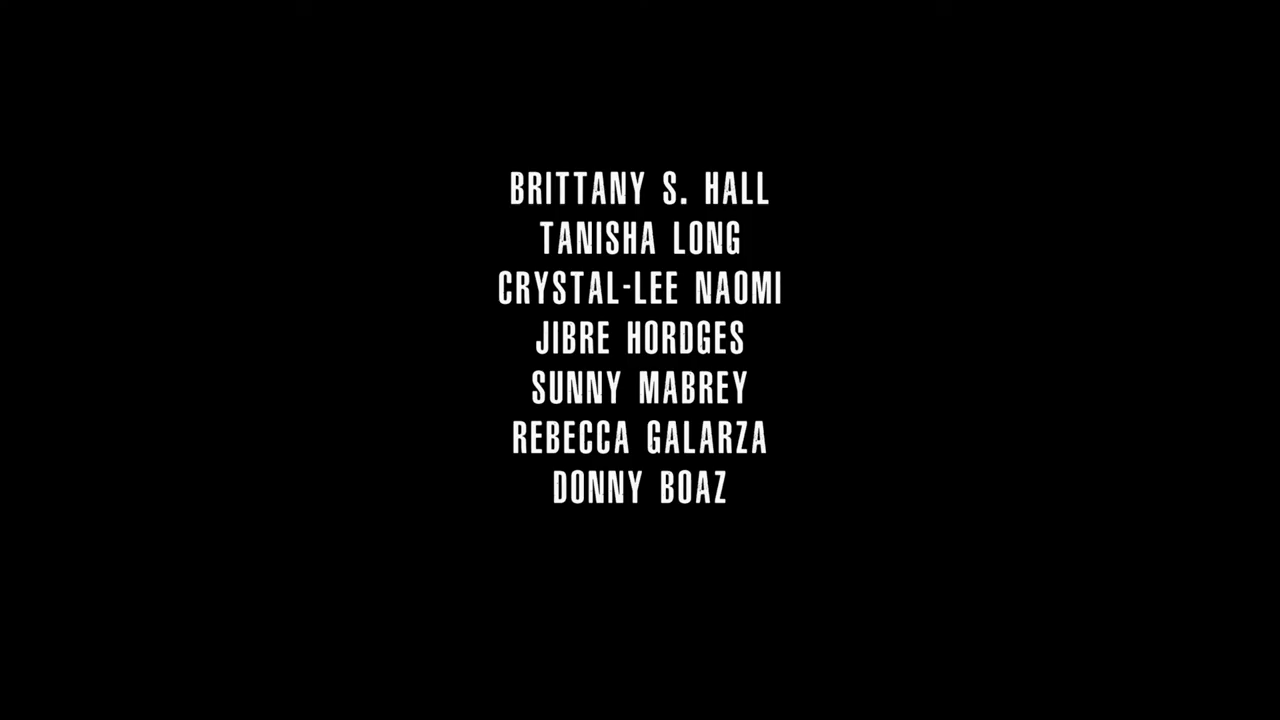 BRITTANY S. HALL
TANISHA LONG
CRYSTAL-LEE NAOMI
JIBRE HORDGES
SUNNY MABREY
REBECCA GALARZA
DONNY BOAZ